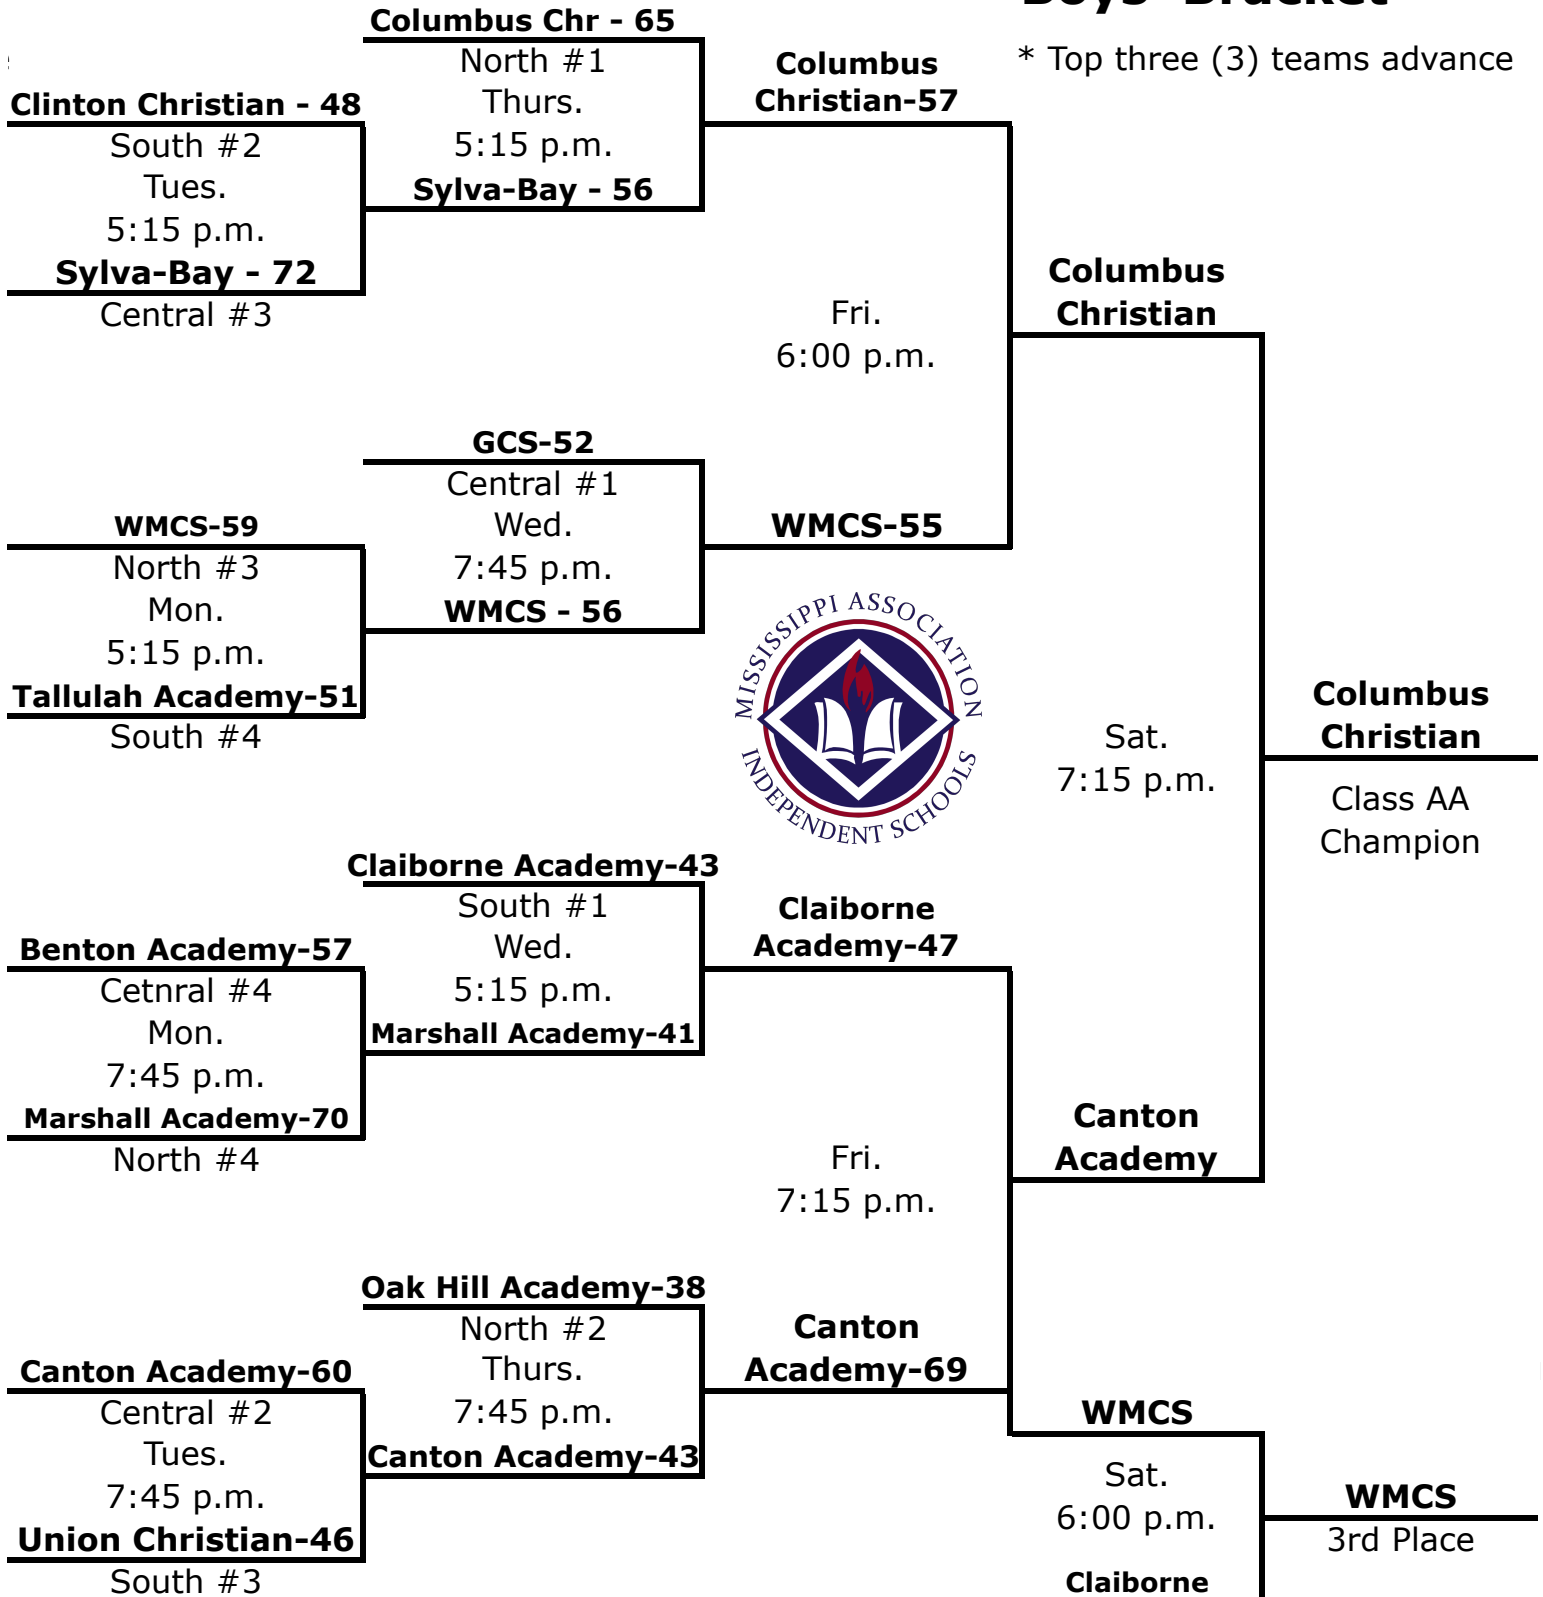 Boys' Bracket
* Top three (3) teams advance
Columbus Chr - 65
North #1
Thurs.
5:15 p.m.
Sylva-Bay - 56
Clinton Christian - 48
South #2
Tues.
5:15 p.m.
Sylva-Bay - 72
Central #3
Columbus
Christian-57
Fri.
6:00 p.m.
Columbus
Christian
GCS-52
Central #1
Wed.
7:45 p.m.
WMCS - 56
WMCS-59
North #3
Mon.
5:15 p.m.
Tallulah Academy-51
South #4
WMCS-55
MISSISSIPPI ASSOCIATION
INDEPENDENT SCHOOLS
Sat.
7:15 p.m.
Columbus
Christian
Class AA
Champion
Claiborne Academy-43
South #1
Wed.
5:15 p.m.
Marshall Academy-41
Benton Academy-57
Cetnral #4
Mon.
7:45 p.m.
Marshall Academy-70
North #4
Claiborne
Academy-47
Fri.
7:15 p.m.
Canton
Academy
Oak Hill Academy-38
North #2
Thurs.
7:45 p.m.
Canton Academy-43
Canton Academy-60
Central #2
Tues.
7:45 p.m.
Union Christian-46
South #3
Canton
Academy-69
WMCS
Sat.
6:00 p.m.
Claiborne
WMCS
3rd Place